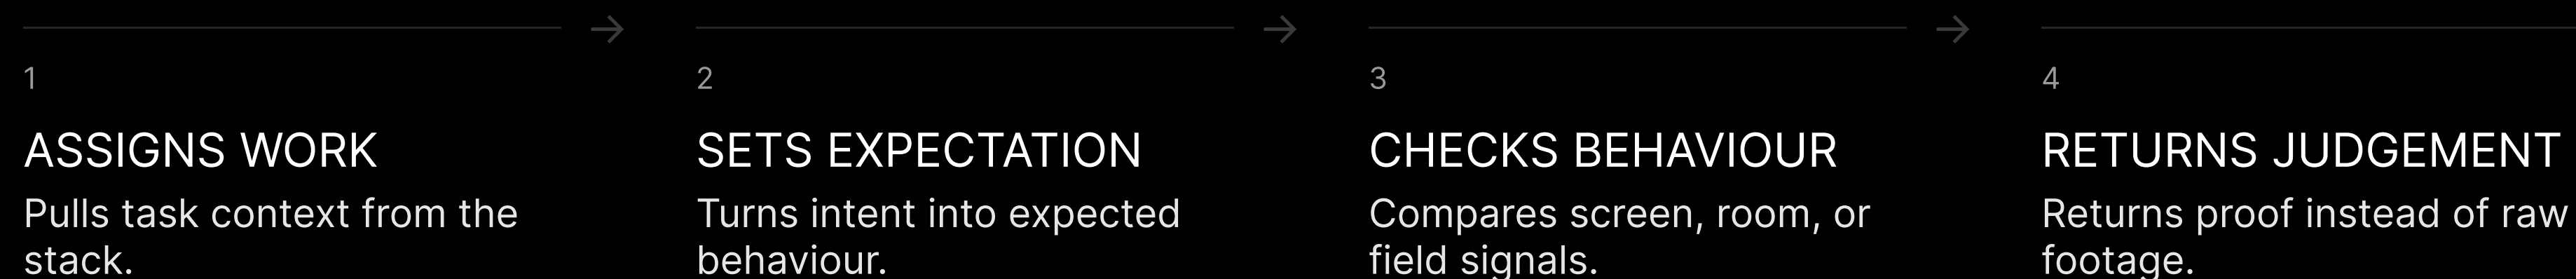 1
ASSIGNS WORK
Pulls task context from the
stack.
2
SETS EXPECTATION
Turns intent into expected
behaviour.
3
CHECKS BEHAVIOUR
Compares screen, room, or
field signals.
4
RETURNS JUDGEMENT
Returns proof instead of raw
footage.